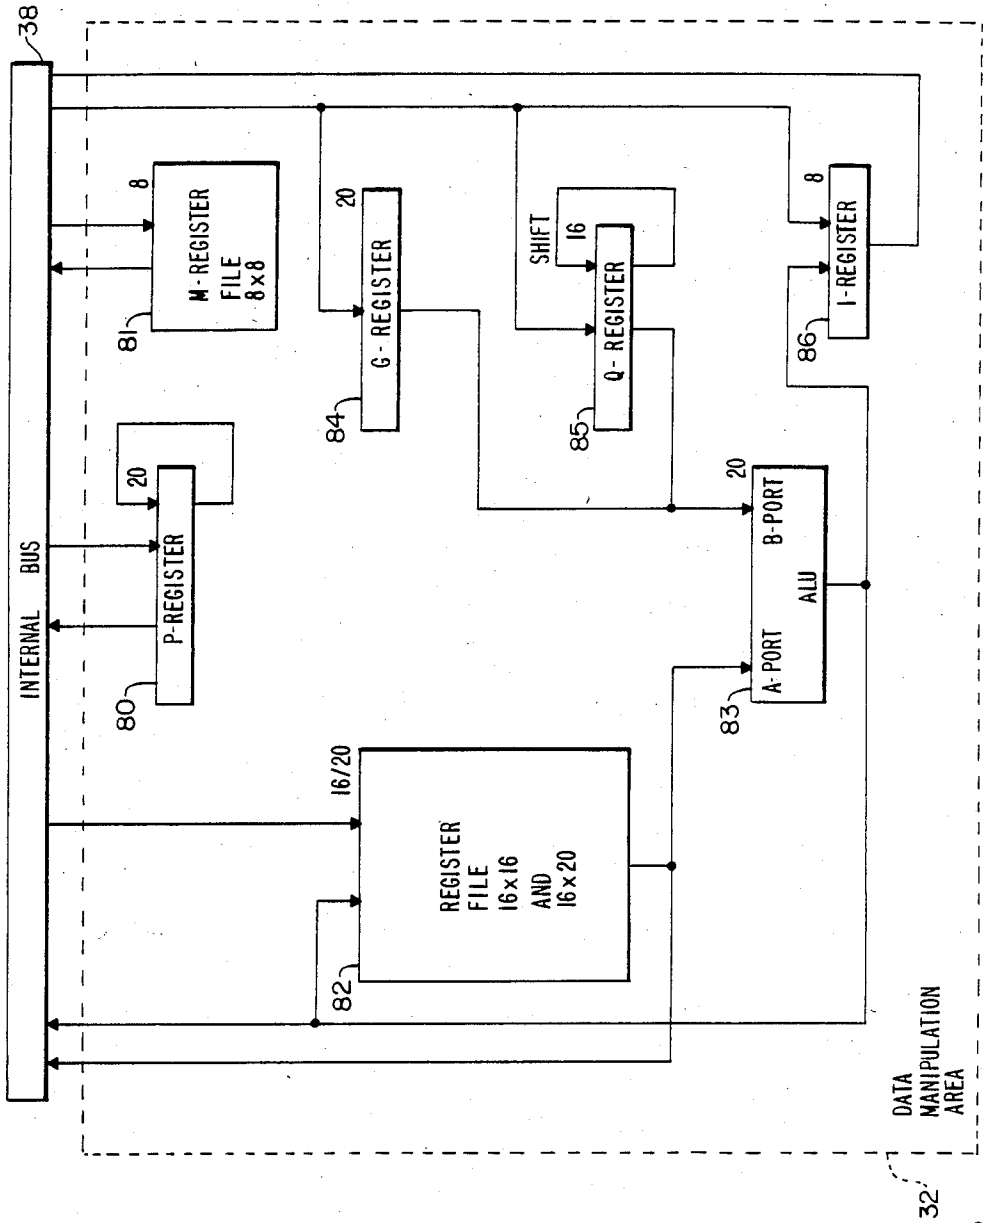 INTERNAL BUS
38
80
P-REGISTER
20
81
M-REGISTER
FILE
8x8
8
82
REGISTER
FILE
16x16
AND
16x20
16/20
84
G-REGISTER
20
85
Q-REGISTER
16
SHIFT
83
A-PORT
B-PORT
ALU
20
86
I-REGISTER
8
DATA
MANIPULATION
AREA
32